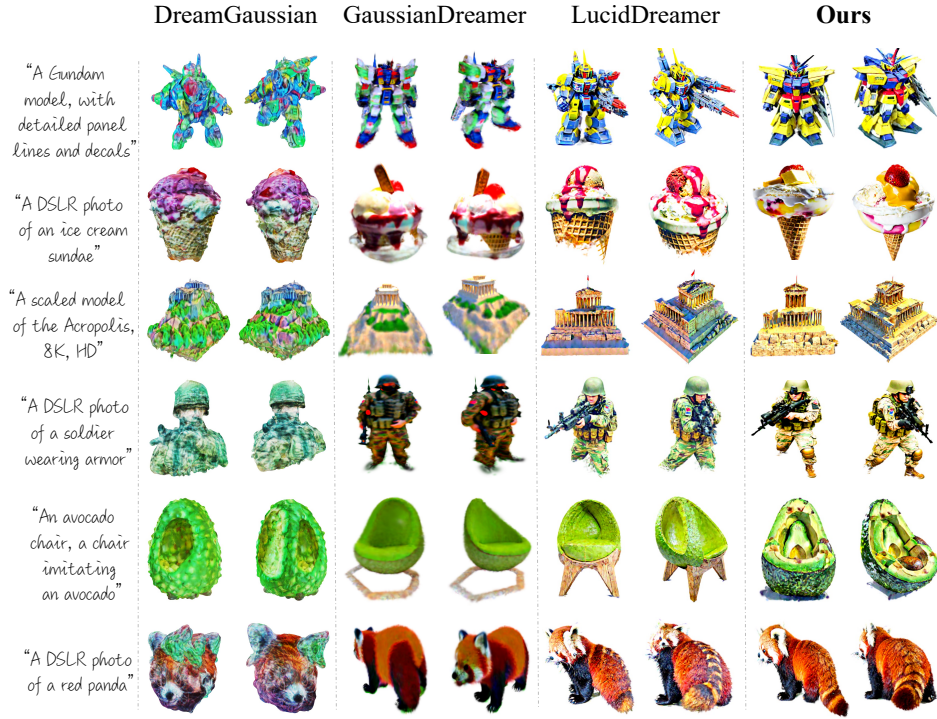 DreamGaussian GaussianDreamer LucidDreamer Ours
“A Gundam
model, with
detailed panel
lines and decals”
“A DSLR photo
of an ice cream
sundae”
“A scaled model
of the Acropolis,
8K, HD”
“A DSLR photo
of a soldier
wearing armor”
“An avocado
chair, a chair
imitating
an avocado”
“A DSLR photo
of a red panda”